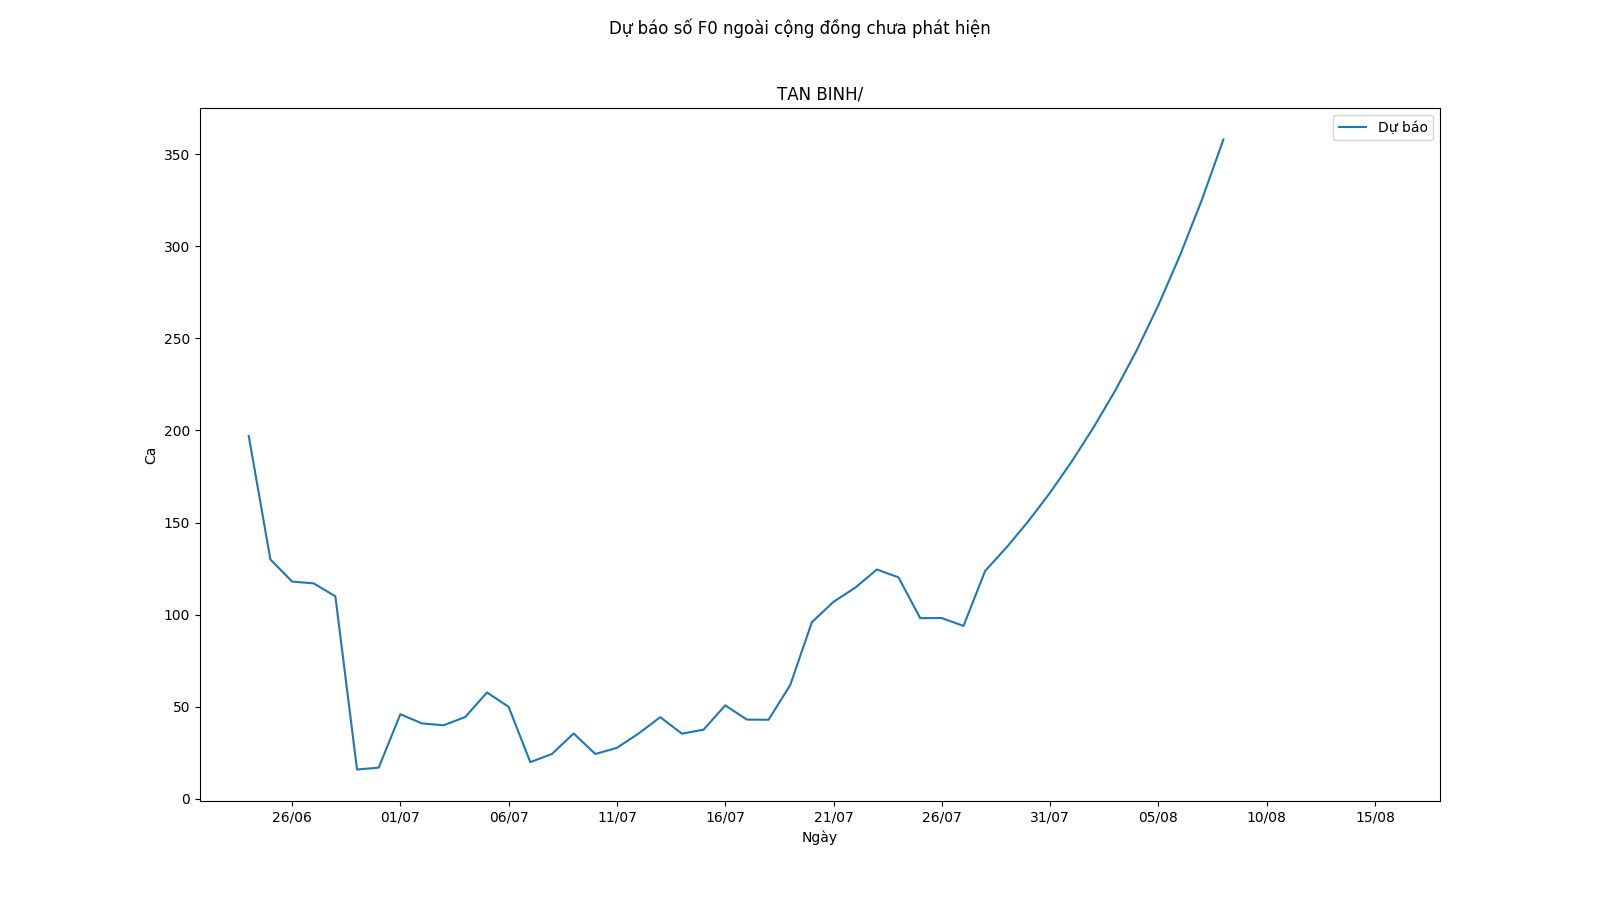 Dự báo số F0 ngoài cộng đồng chưa phát hiện
TAN BINH/
Dự báo
350
300
250
200
150
100
50
0
Ca
26/06 01/07 06/07 11/07 16/07 21/07 26/07 31/07 05/08 10/08 15/08
Ngày